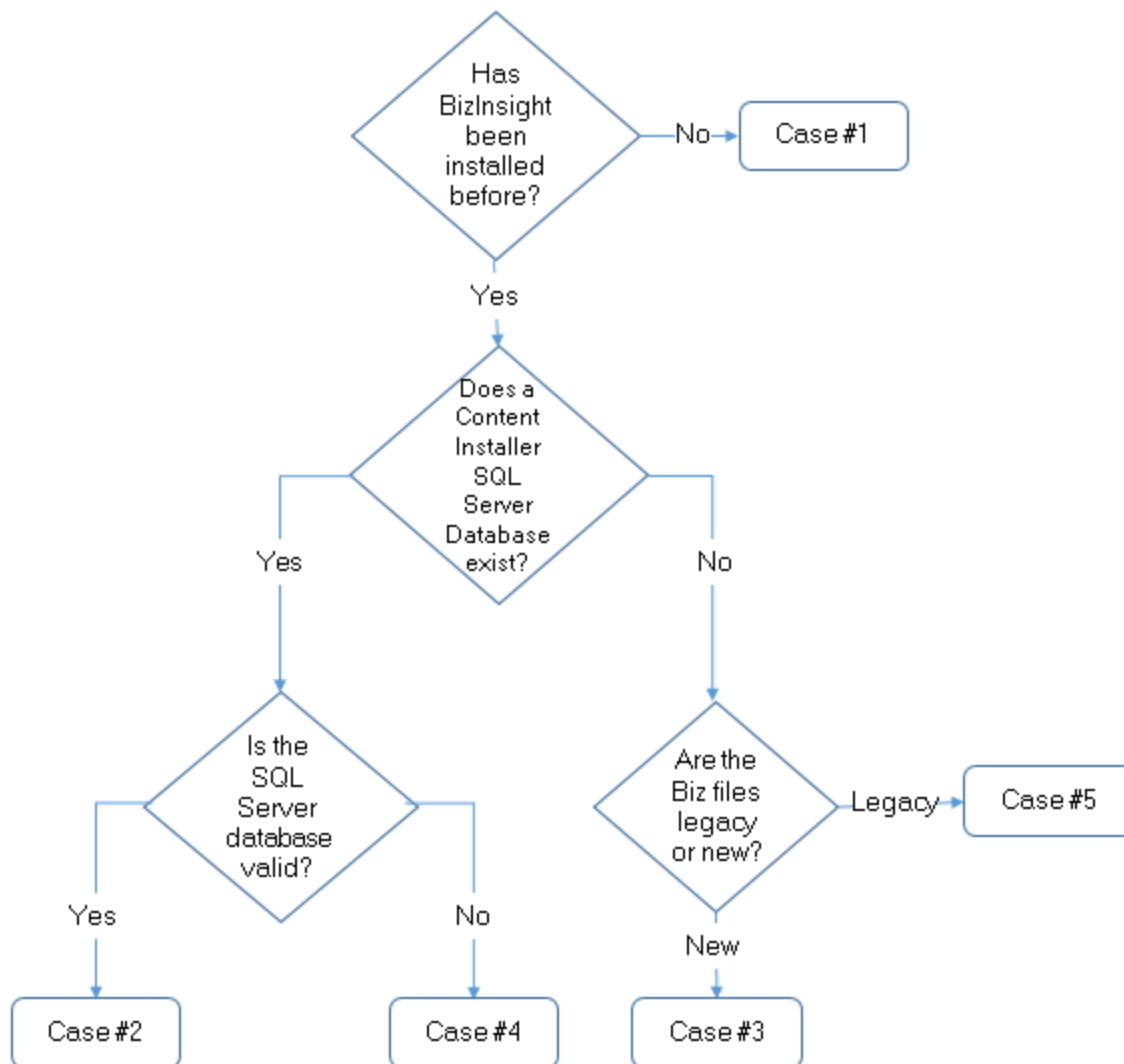 Has
BizInsight
been
installed
before?
No
Case #1
Yes
Does a
Content
Installer
SQL
Server
Database
exist?
Yes
No
Is the
SQL
Server
database
valid?
Are the
Biz files
legacy
or new?
Legacy
Case #5
Yes
No
New
Case #2
Case #4
Case #3